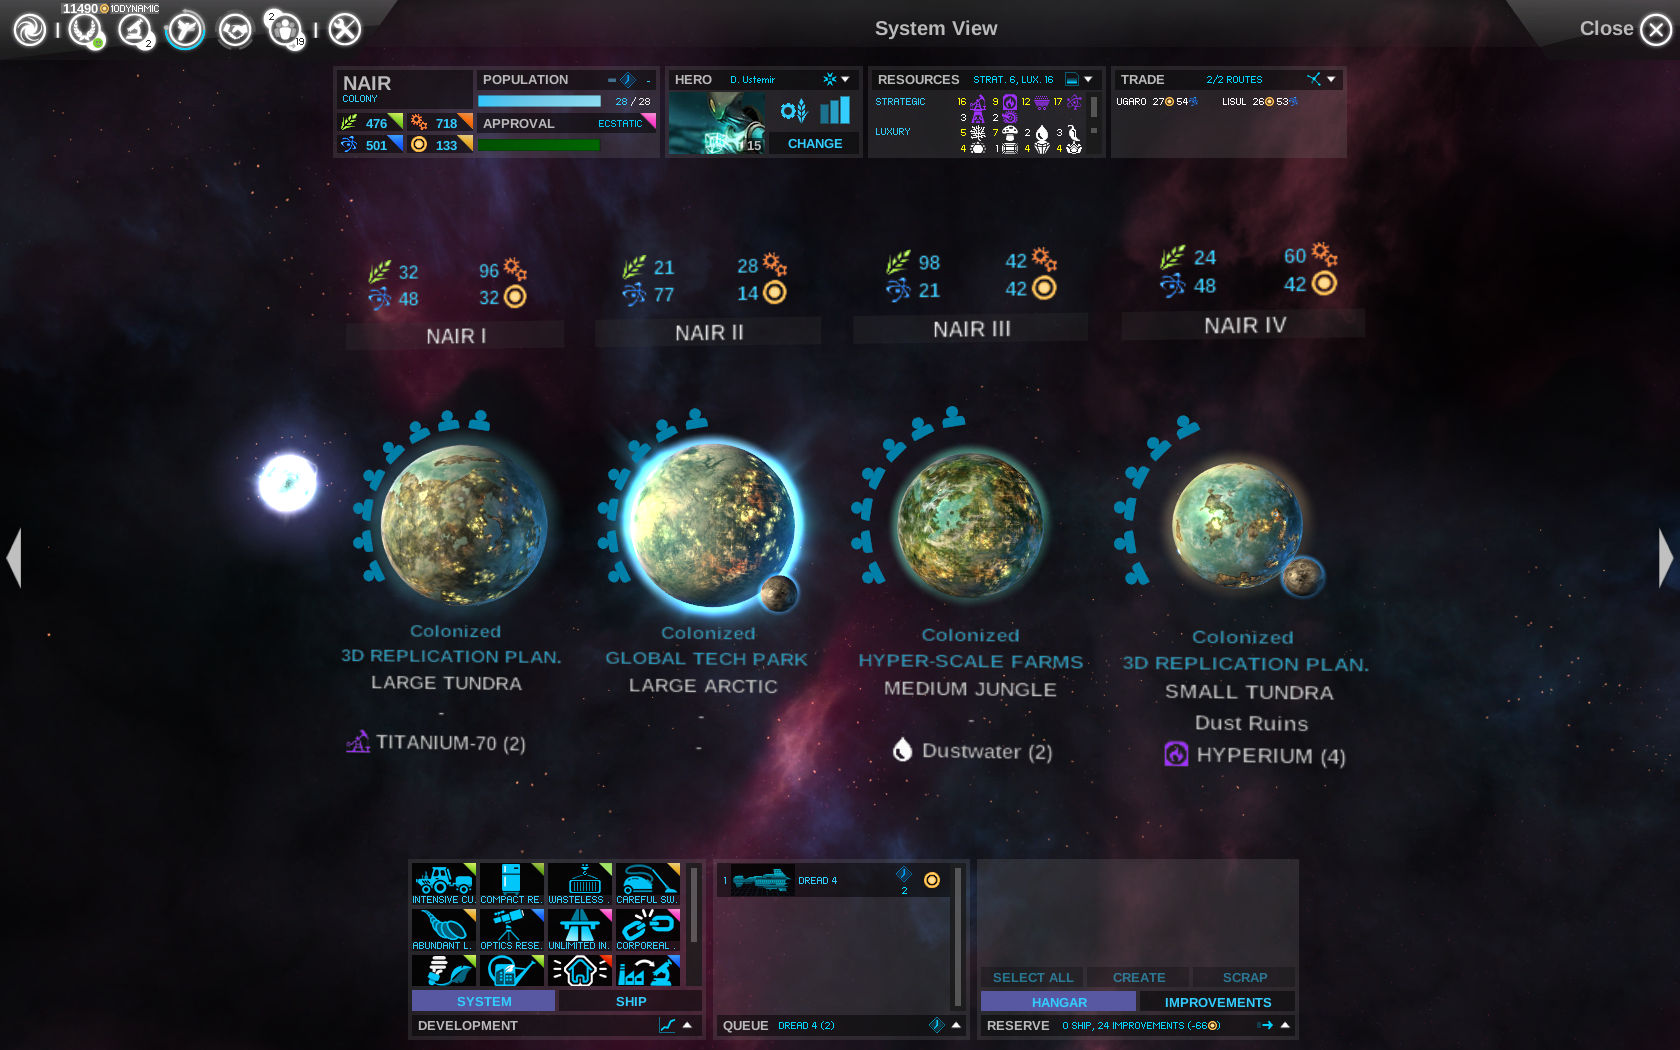 11490 10DYNAMIC
System View
Close
2
2
19
NAIR
COLONY
476 718
501 133
POPULATION -
28 / 28
APPROVAL ECSTATIC
HERO D. Ustemir
15
CHANGE
RESOURCES STRAT. 6, LUX. 16
STRATEGIC 16 9 12 17
3 2
LUXURY 5 7 2 3
4 1 4 4
TRADE 2/2 ROUTES
UGARO 27 54 LISUL 26 53
32 96
48 32
NAIR I
21 28
77 14
NAIR II
98 42
21 42
NAIR III
24 60
48 42
NAIR IV
Colonized
3D REPLICATION PLAN.
LARGE TUNDRA
-
TITANIUM-70 (2)
Colonized
GLOBAL TECH PARK
LARGE ARCTIC
-
-
Colonized
HYPER-SCALE FARMS
MEDIUM JUNGLE
-
Dustwater (2)
Colonized
3D REPLICATION PLAN.
SMALL TUNDRA
Dust Ruins
HYPERIUM (4)
INTENSIVE CU. COMPACT RE. WASTELESS . CAREFUL SW.
ABUNDANT L. OPTICS RESE. UNLIMITED IN. CORPOREAL .
SYSTEM SHIP
DEVELOPMENT
1 DREAD 4 2
QUEUE DREAD 4 (2)
SELECT ALL CREATE SCRAP
HANGAR IMPROVEMENTS
RESERVE 0 SHIP, 24 IMPROVEMENTS (-66)